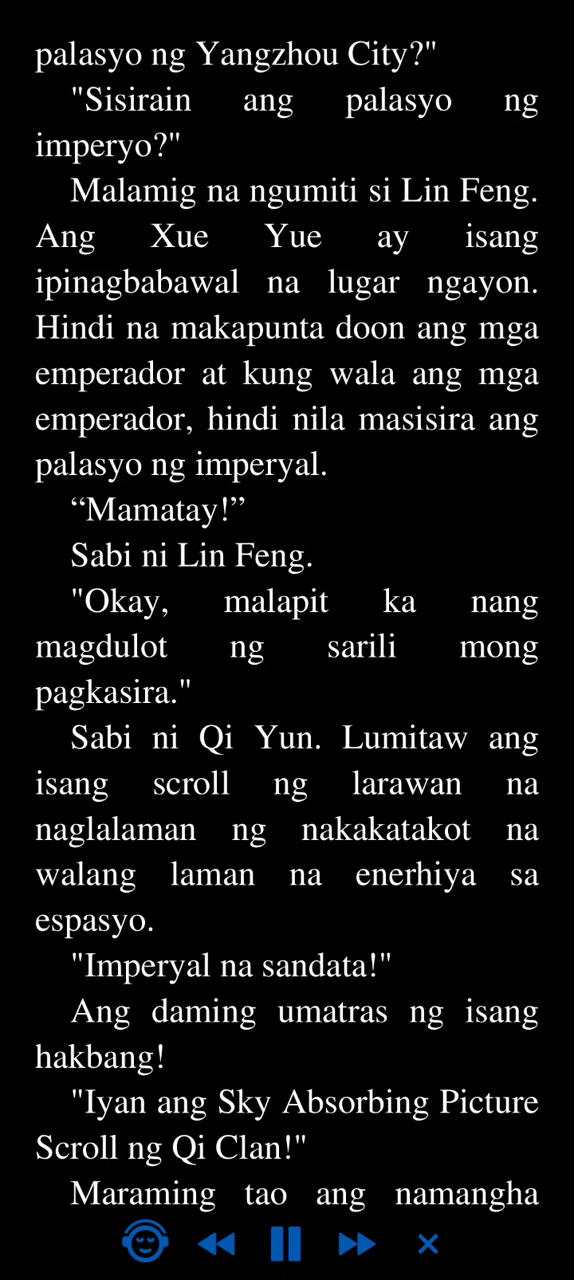 palasyo ng Yangzhou City?"
"Sisirain ang palasyo ng
imperyo?"
Malamig na ngumiti si Lin Feng.
Ang Xue Yue ay isang
ipinagbabawal na lugar ngayon.
Hindi na makapunta doon ang mga
emperador at kung wala ang mga
emperador, hindi nila masisira ang
palasyo ng imperyal.
“Mamatay!”
Sabi ni Lin Feng.
"Okay, malapit ka nang
magdulot ng sarili mong
pagkasira."
Sabi ni Qi Yun. Lumitaw ang
isang scroll ng larawan na
naglalaman ng nakakatakot na
walang laman na enerhiya sa
espasyo.
"Imperyal na sandata!"
Ang daming umatras ng isang
hakbang!
"Iyan ang Sky Absorbing Picture
Scroll ng Qi Clan!"
Maraming tao ang namangha